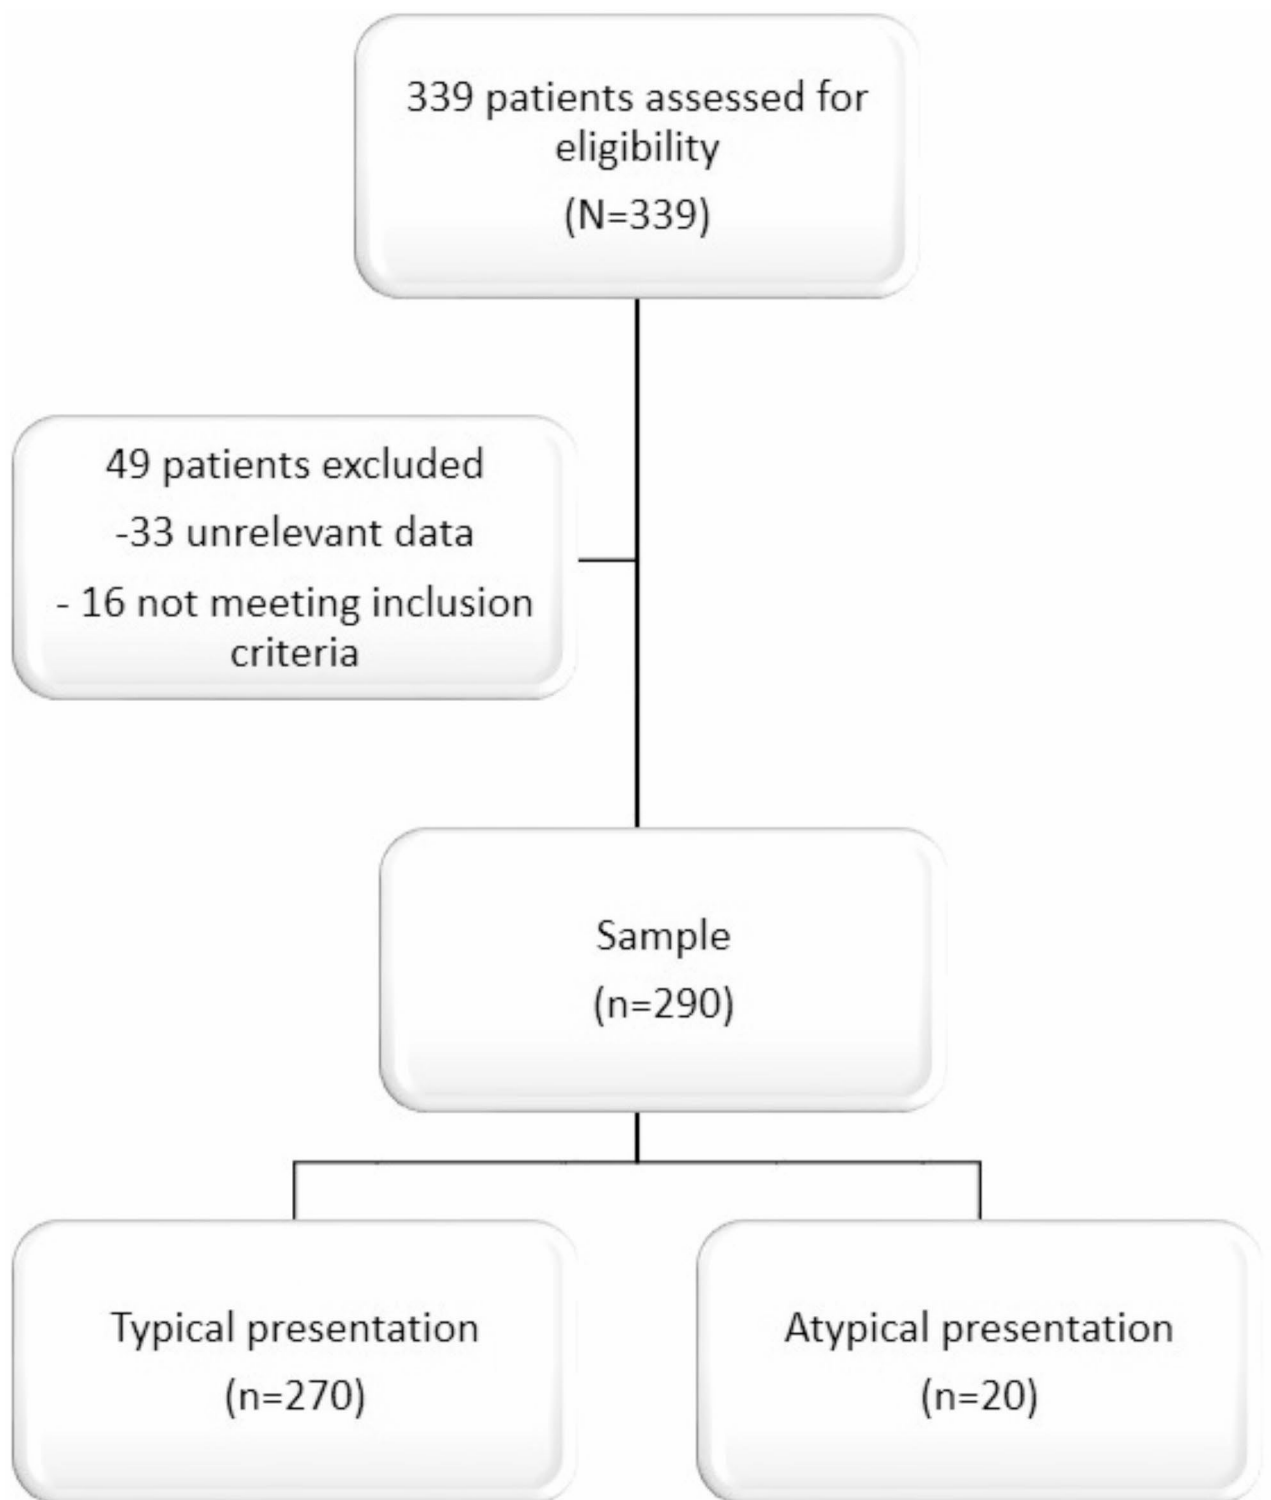 339 patients assessed for
eligibility
(N=339)
49 patients excluded
-33 unrelevant data
- 16 not meeting inclusion
criteria
Sample
(n=290)
Typical presentation
(n=270)
Atypical presentation
(n=20)